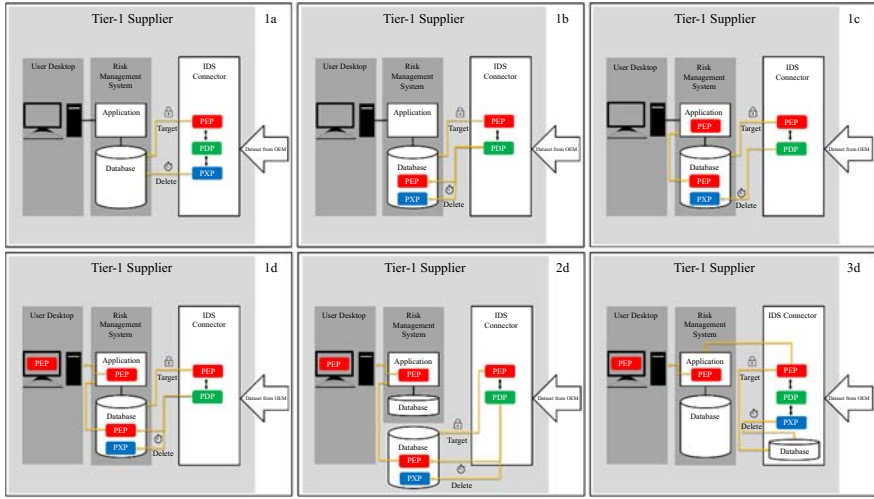 Tier-1 Supplier 1a
User Desktop
Risk
Management
System
IDS
Connector
Application
PEP
Target
PDP
Database
PXP
Delete
Dataset from OEM
Tier-1 Supplier 1b
User Desktop
Risk
Management
System
IDS
Connector
Application
PEP
Target
Database
PDP
PEP
PXP
Delete
Dataset from OEM
Tier-1 Supplier 1c
User Desktop
Risk
Management
System
IDS
Connector
Application
PEP
PEP
Target
Database
PDP
PEP
PXP
Delete
Dataset from OEM
Tier-1 Supplier 1d
User Desktop
Risk
Management
System
IDS
Connector
PEP
Application
PEP
PEP
Target
PDP
Database
PEP
PXP
Delete
Dataset from OEM
Tier-1 Supplier 2d
User Desktop
Risk
Management
System
IDS
Connector
PEP
Application
PEP
PEP
PDP
Database
Target
Database
PEP
PXP
Delete
Dataset from OEM
Tier-1 Supplier 3d
User Desktop
Risk
Management
System
IDS Connector
PEP
Application
PEP
PEP
Target
PDP
Database
Delete
PXP
Database
Dataset from OEM